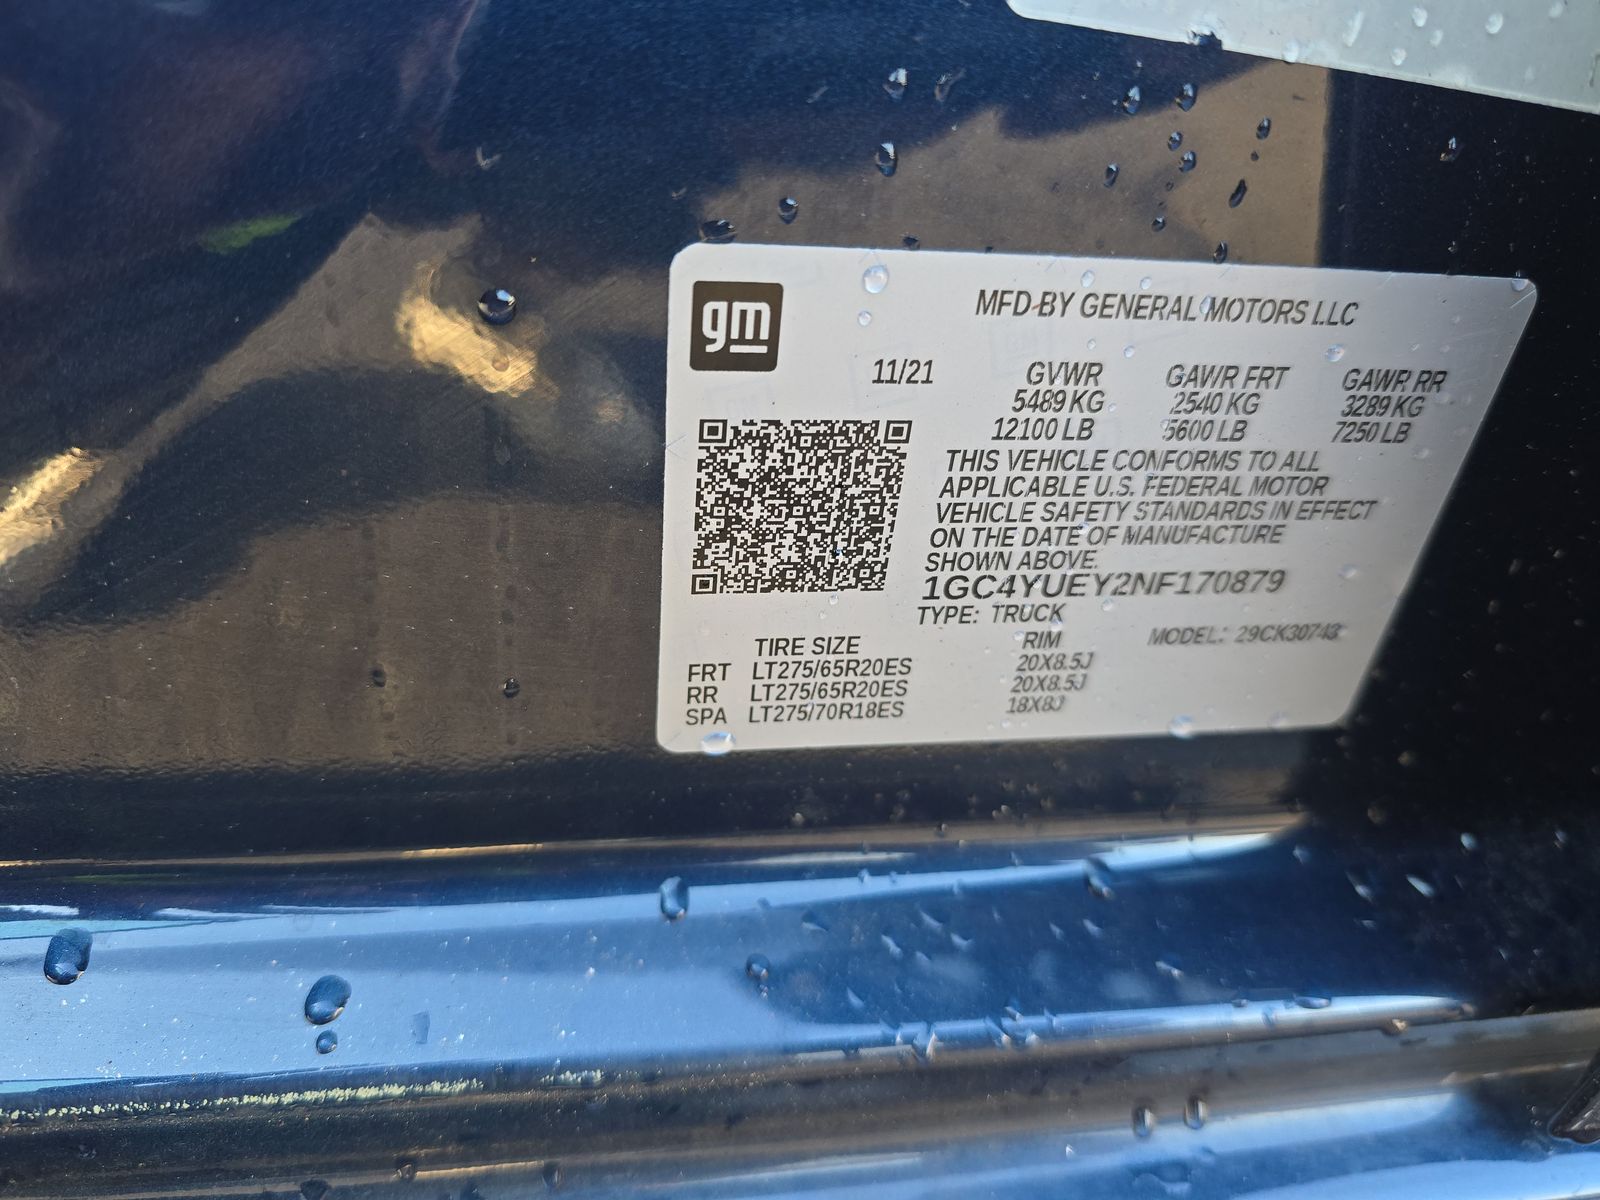 gm
MFD BY GENERAL MOTORS LLC
11/21 GVWR GAWR FRT GAWR RR
5489 KG 2540 KG 3289 KG
12100 LB 5600 LB 7250 LB
THIS VEHICLE CONFORMS TO ALL
APPLICABLE U.S. FEDERAL MOTOR
VEHICLE SAFETY STANDARDS IN EFFECT
ON THE DATE OF MANUFACTURE
SHOWN ABOVE.
1GC4YUEY2NF170879
TYPE: TRUCK
TIRE SIZE RIM MODEL: 29CK30743
FRT LT275/65R20ES 20X8.5J
RR LT275/65R20ES 20X8.5J
SPA LT275/70R18ES 18X8J